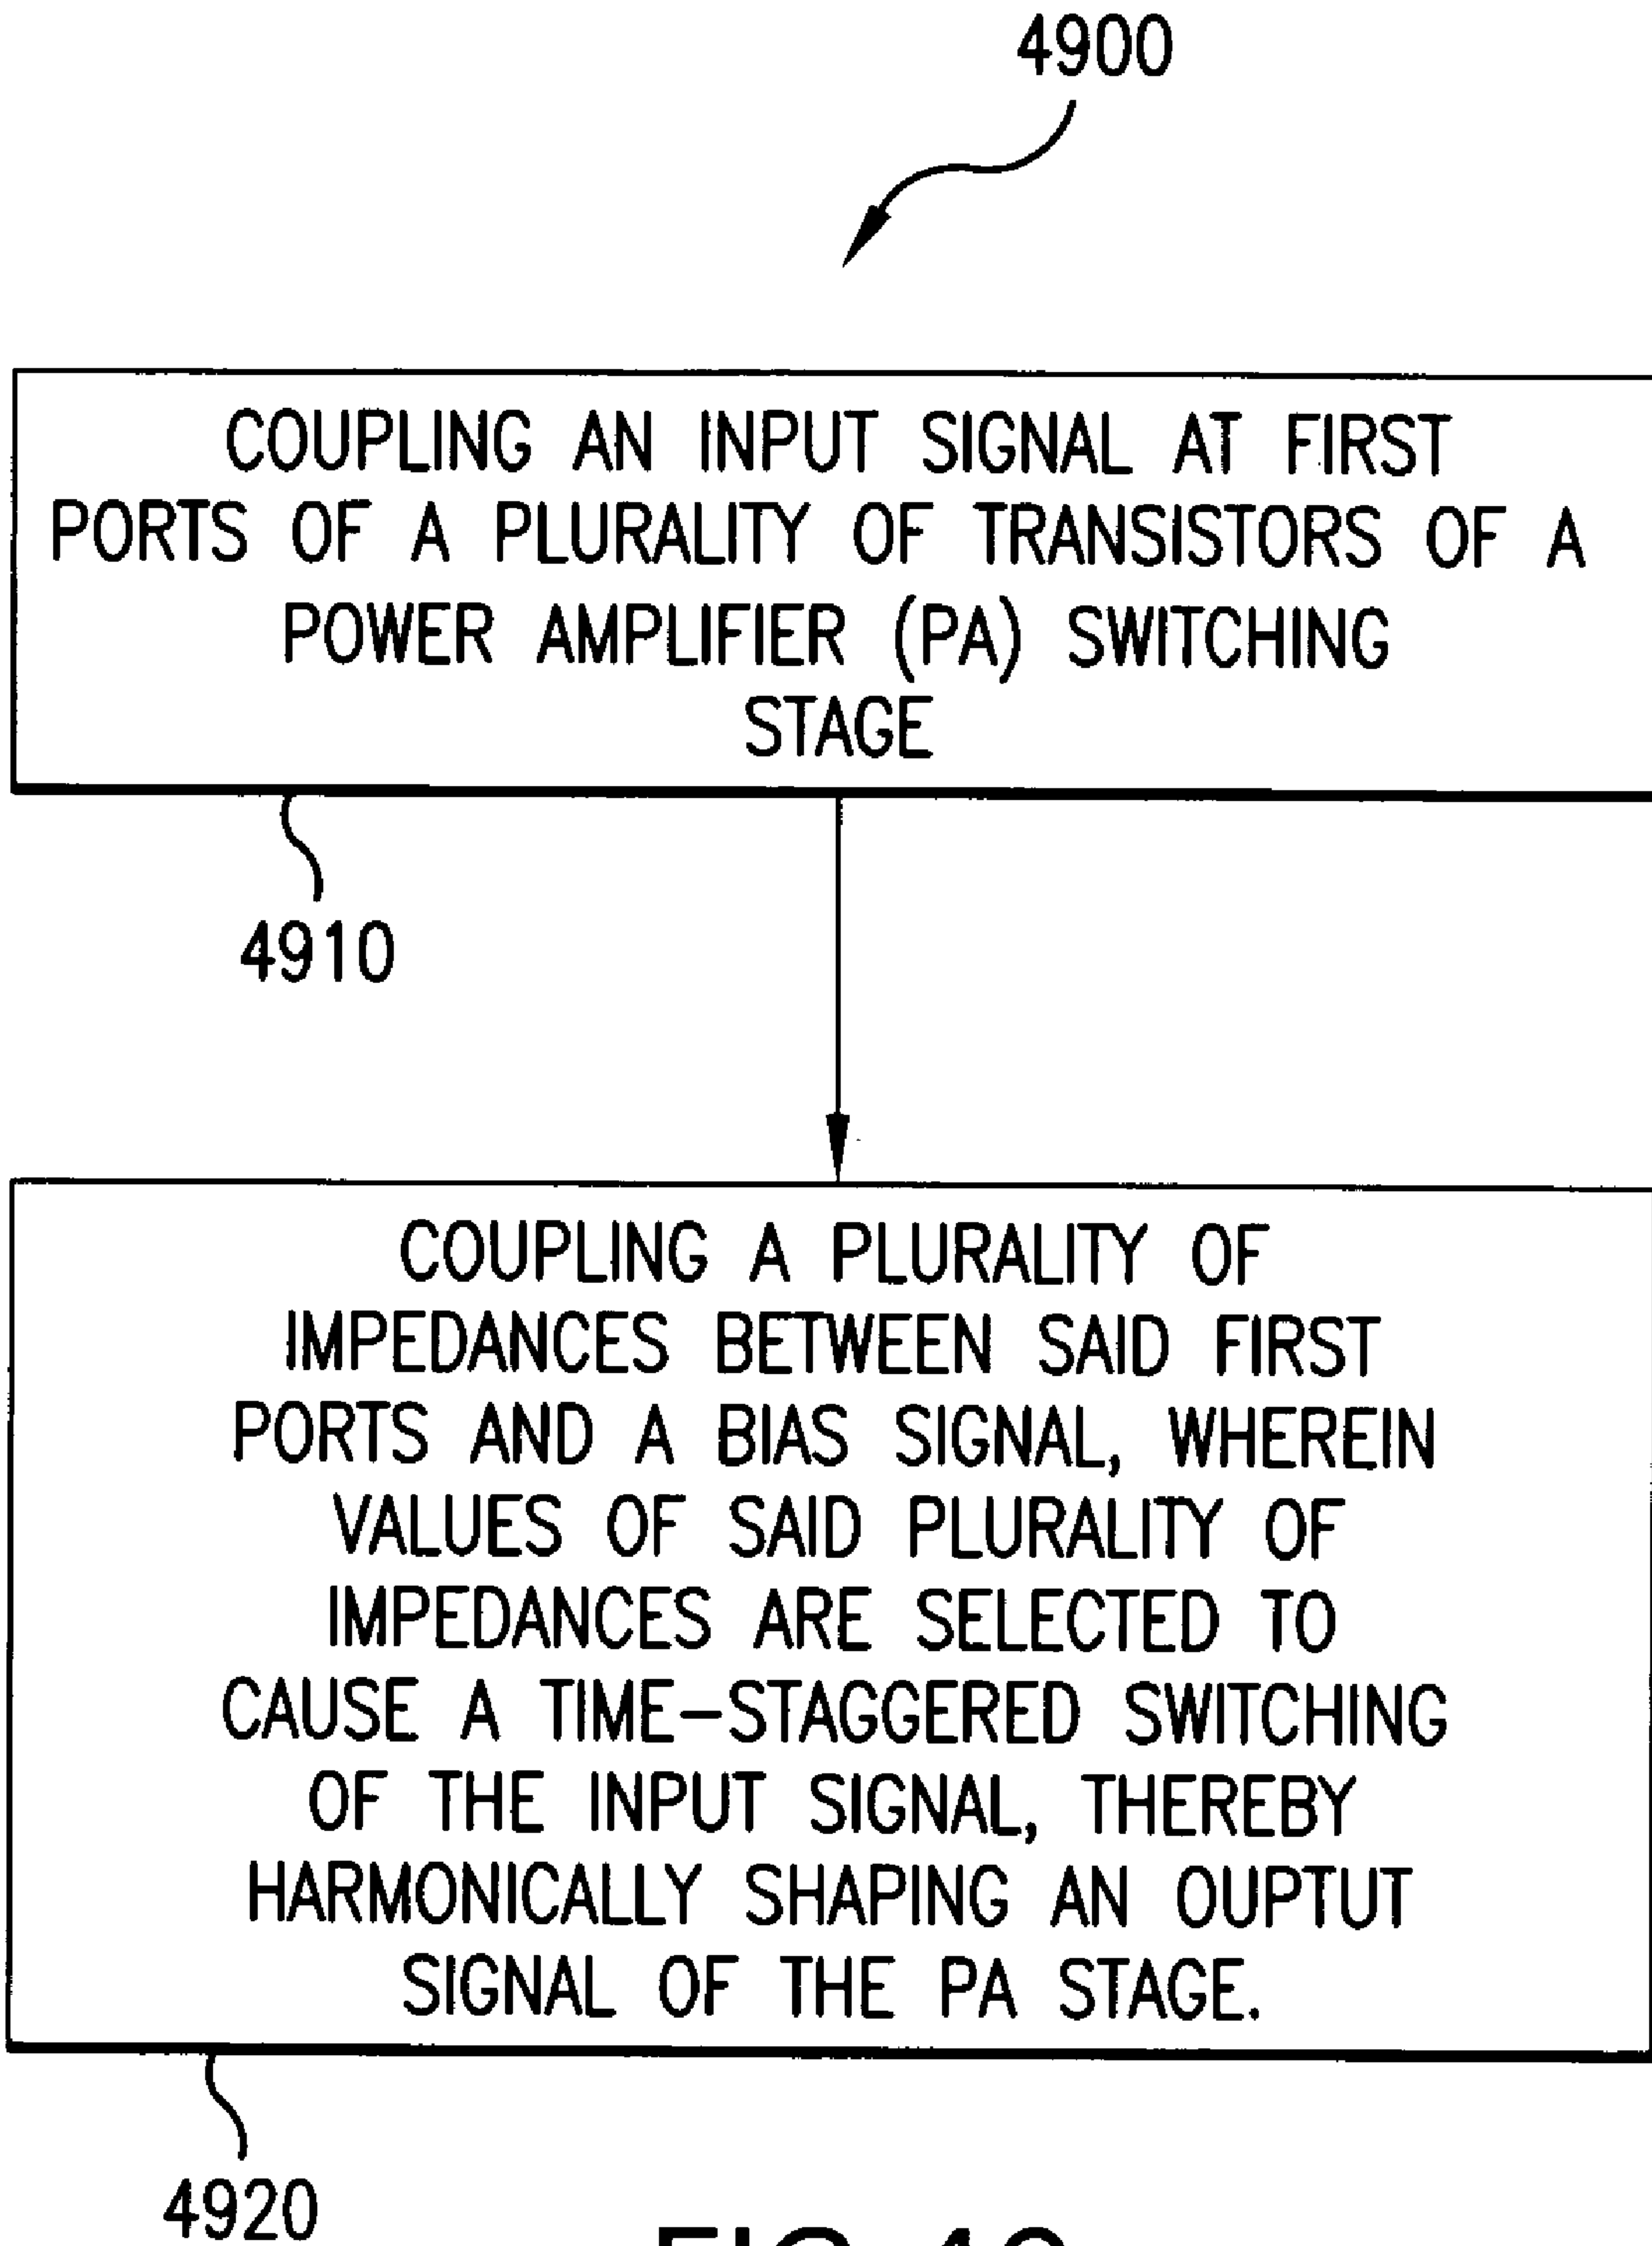 4900
COUPLING AN INPUT SIGNAL AT FIRST
PORTS OF A PLURALITY OF TRANSISTORS OF A
POWER AMPLIFIER (PA) SWITCHING
STAGE
4910
COUPLING A PLURALITY OF
IMPEDANCES BETWEEN SAID FIRST
PORTS AND A BIAS SIGNAL, WHEREIN
VALUES OF SAID PLURALITY OF
IMPEDANCES ARE SELECTED TO
CAUSE A TIME-STAGGERED SWITCHING
OF THE INPUT SIGNAL, THEREBY
HARMONICALLY SHAPING AN OUPTUT
SIGNAL OF THE PA STAGE.
4920